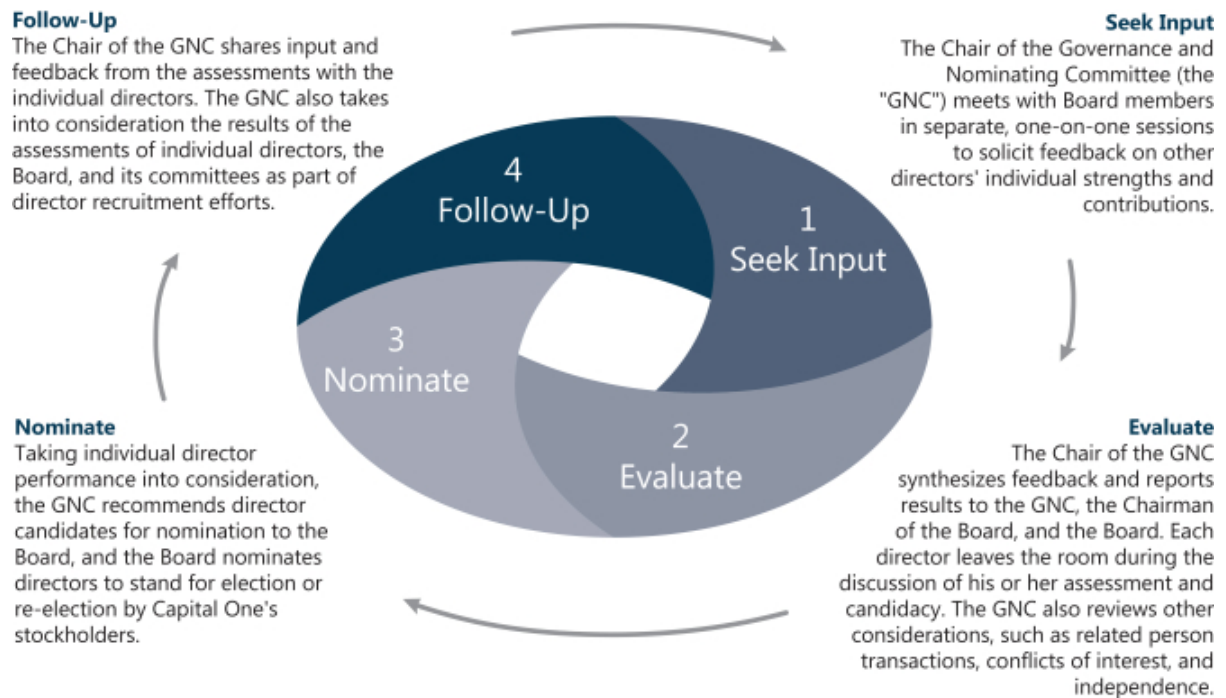 Follow-Up
The Chair of the GNC shares input and
feedback from the assessments with the
individual directors. The GNC also takes
into consideration the results of the
assessments of individual directors, the
Board, and its committees as part of
director recruitment efforts.
Seek Input
The Chair of the Governance and
Nominating Committee (the
"GNC") meets with Board members
in separate, one-on-one sessions
to solicit feedback on other
directors' individual strengths and
contributions.
4
Follow-Up
1
Seek Input
3
Nominate
2
Evaluate
Nominate
Taking individual director
performance into consideration,
the GNC recommends director
candidates for nomination to the
Board, and the Board nominates
directors to stand for election or
re-election by Capital One's
stockholders.
Evaluate
The Chair of the GNC
synthesizes feedback and reports
results to the GNC, the Chairman
of the Board, and the Board. Each
director leaves the room during the
discussion of his or her assessment and
candidacy. The GNC also reviews other
considerations, such as related person
transactions, conflicts of interest, and
independence.